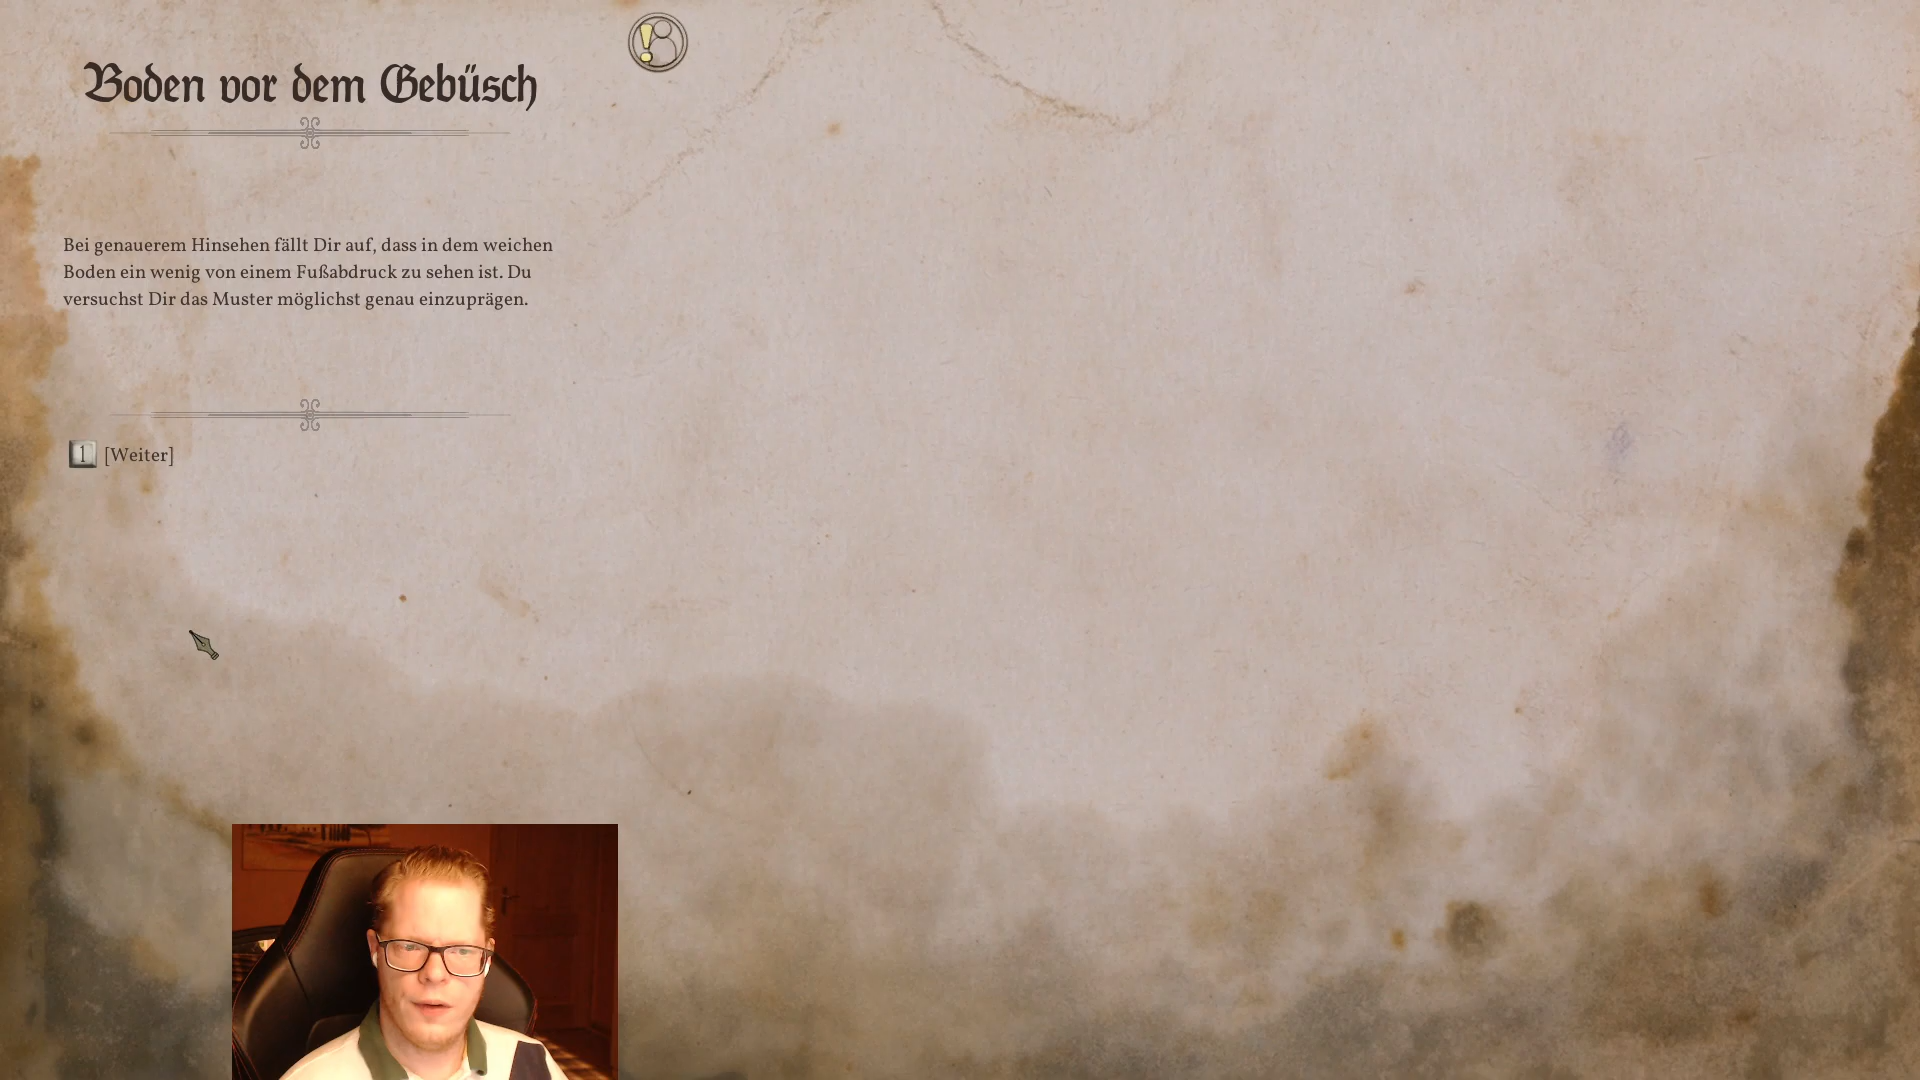 Boden vor dem Gebüsch
Bei genauerem Hinsehen fällt Dir auf, dass in dem weichen
Boden ein wenig von einem Fußabdruck zu sehen ist. Du
versuchst Dir das Muster möglichst genau einzuprägen.
1 [Weiter]